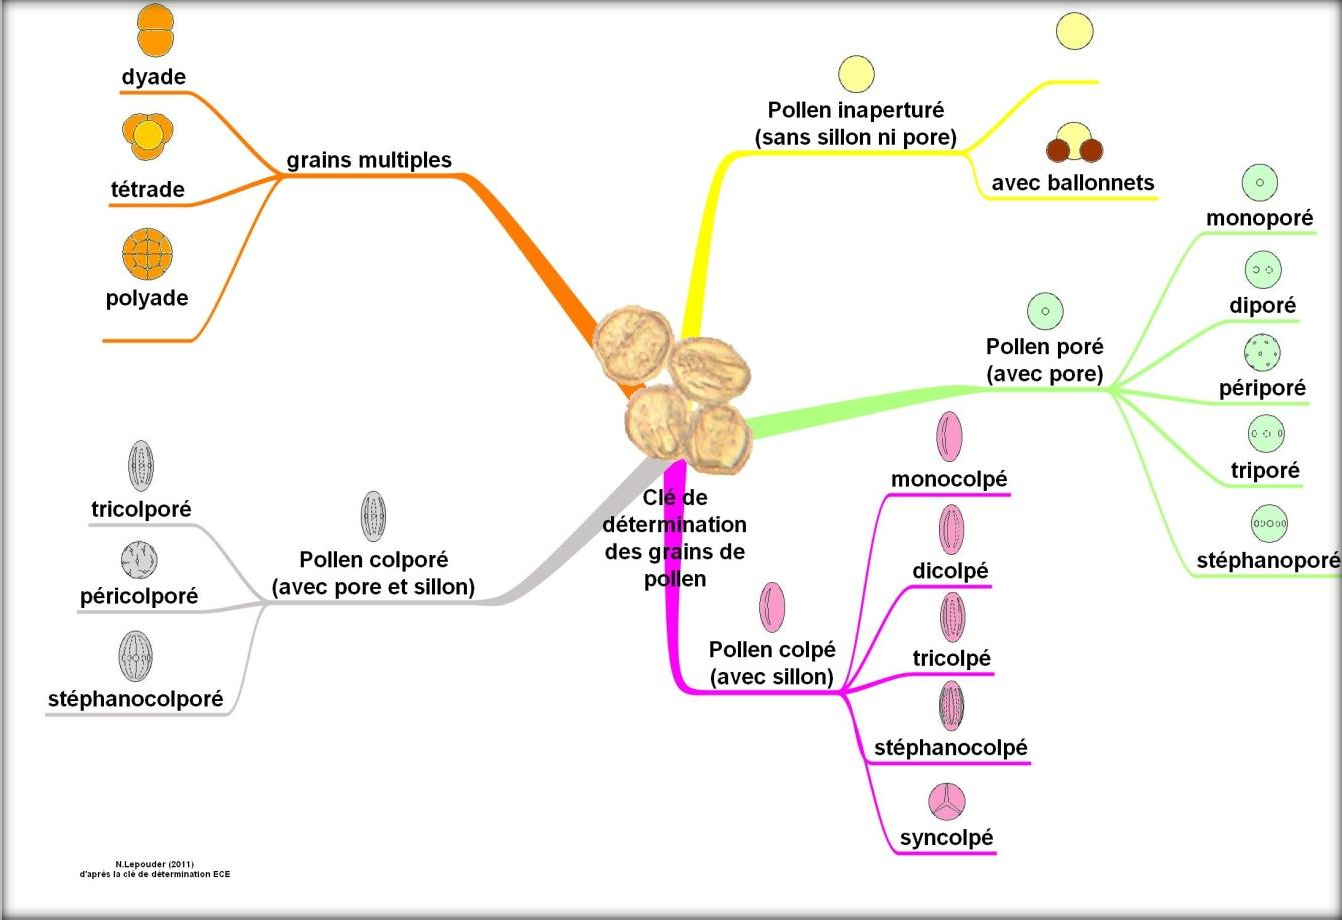 dyade
tétrade
polyade
grains multiples
Pollen inaperturé
(sans sillon ni pore)
avec ballonnets
monoporé
diporé
périporé
triporé
stéphanoporé
Pollen poré
(avec pore)
Clé de
détermination
des grains de
pollen
monocolpé
dicolpé
tricolpé
stéphanocolpé
syncolpé
Pollen colpé
(avec sillon)
tricolporé
péricolporé
stéphanocolporé
Pollen colporé
(avec pore et sillon)
N.Lepouder (2011)
d'après la clé de détermination ECE